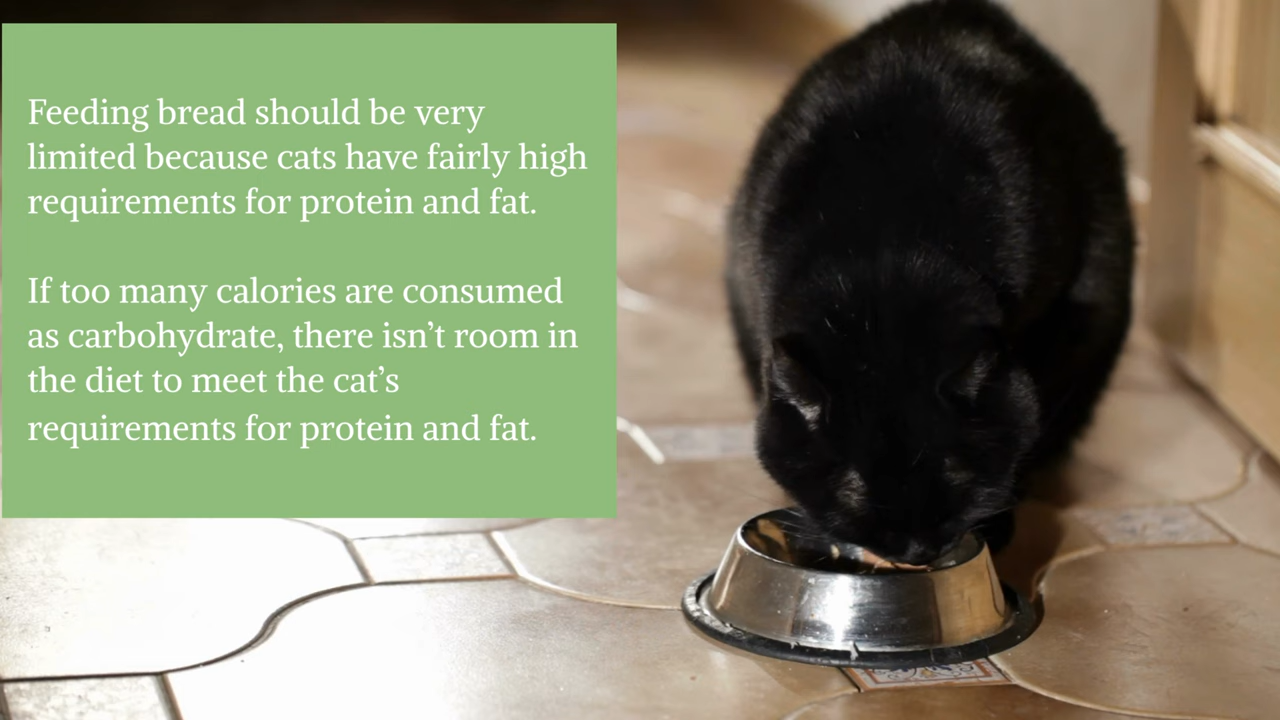 Feeding bread should be very
limited because cats have fairly high
requirements for protein and fat.
If too many calories are consumed
as carbohydrate, there isn’t room in
the diet to meet the cat’s
requirements for protein and fat.